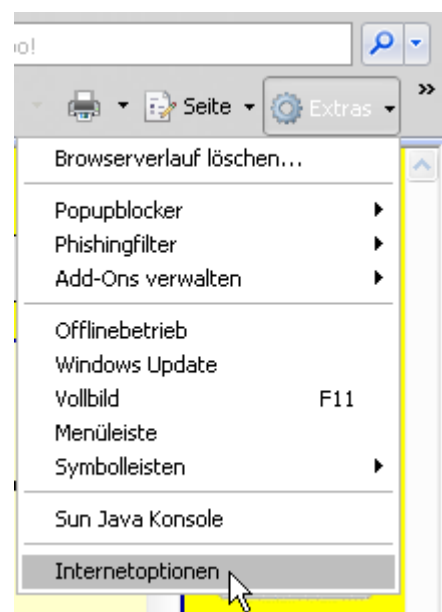 oo!
Seite
Extras
»
Browserverlauf löschen...
Popupblocker
Phishingfilter
Add-Ons verwalten
Offlinebetrieb
Windows Update
Vollbild F11
Menüleiste
Symbolleisten
Sun Java Konsole
Internetoptionen